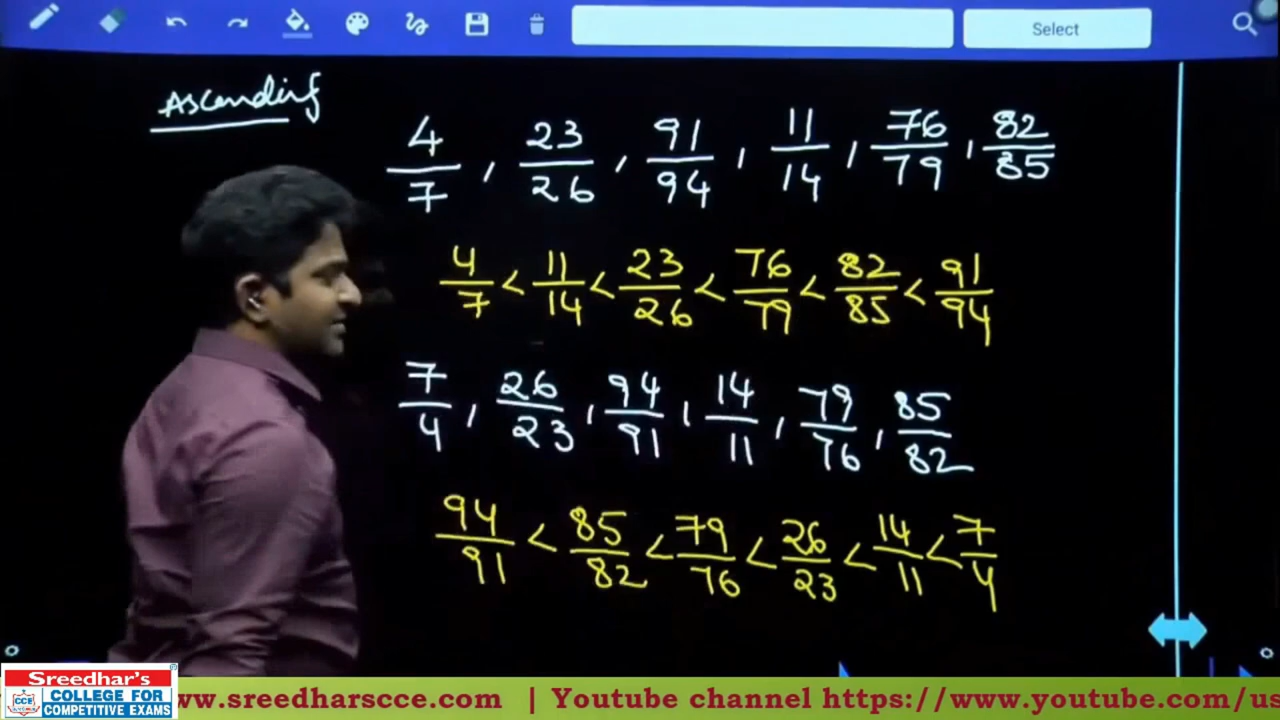 Select
Ascending
4/7, 23/26, 91/94, 11/14, 76/79, 82/85
4/7 < 11/14 < 23/26 < 76/79 < 82/85 < 91/94
7/4, 26/23, 94/91, 14/11, 79/76, 85/82
94/91 < 85/82 < 79/76 < 26/23 < 14/11 < 7/4
Sreedhar's
CCE
COLLEGE FOR
COMPETITIVE EXAMS
www.sreedharscce.com | Youtube channel https://www.youtube.com/us